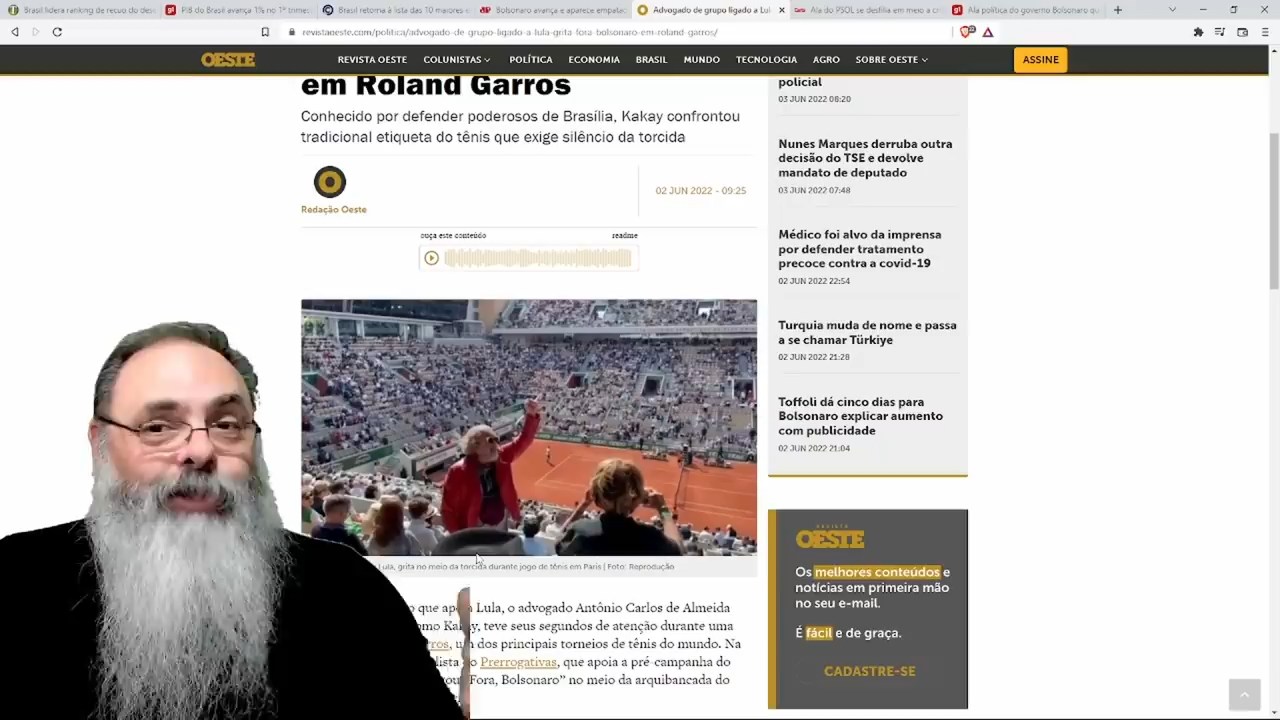 Brasil lidera ranking de recuo do desem
PIB do Brasil avança 1% no 1º trimest
Brasil retorna à lista das 10 maiores e
Bolsonaro avança e aparece empatad
Advogado de grupo ligado a Lula
Ala do PSOL se desfilia em meio a cr
Ala política do governo Bolsonaro qu
revistaoeste.com/politica/advogado-de-grupo-ligado-a-lula-grita-fora-bolsonaro-em-roland-garros/
OESTE
REVISTA OESTE
COLUNISTAS
POLÍTICA
ECONOMIA
BRASIL
MUNDO
TECNOLOGIA
AGRO
SOBRE OESTE
ASSINE
em Roland Garros
Conhecido por defender poderosos de Brasília, Kakay confrontou
tradicional etiqueta do tênis que exige silêncio da torcida
Redação Oeste
02 JUN 2022 - 09:25
ouça este conteúdo
readme
Lula, grita no meio da torcida durante jogo de tênis em Paris | Foto: Reprodução
o que apoia Lula, o advogado Antônio Carlos de Almeida
omo Kakay, teve seus segundos de atenção durante uma
rros, um dos principais torneios de tênis do mundo. Na
lista do Prerrogativas, que apoia a pré-campanha do
"Fora, Bolsonaro" no meio da arquibancada do
policial
03 JUN 2022 08:20
Nunes Marques derruba outra
decisão do TSE e devolve
mandato de deputado
03 JUN 2022 07:48
Médico foi alvo da imprensa
por defender tratamento
precoce contra a covid-19
02 JUN 2022 22:54
Turquia muda de nome e passa
a se chamar Türkiye
02 JUN 2022 21:28
Toffoli dá cinco dias para
Bolsonaro explicar aumento
com publicidade
02 JUN 2022 21:04
REVISTA
OESTE
Os melhores conteúdos e
notícias em primeira mão
no seu e-mail.
É fácil e de graça.
CADASTRE-SE